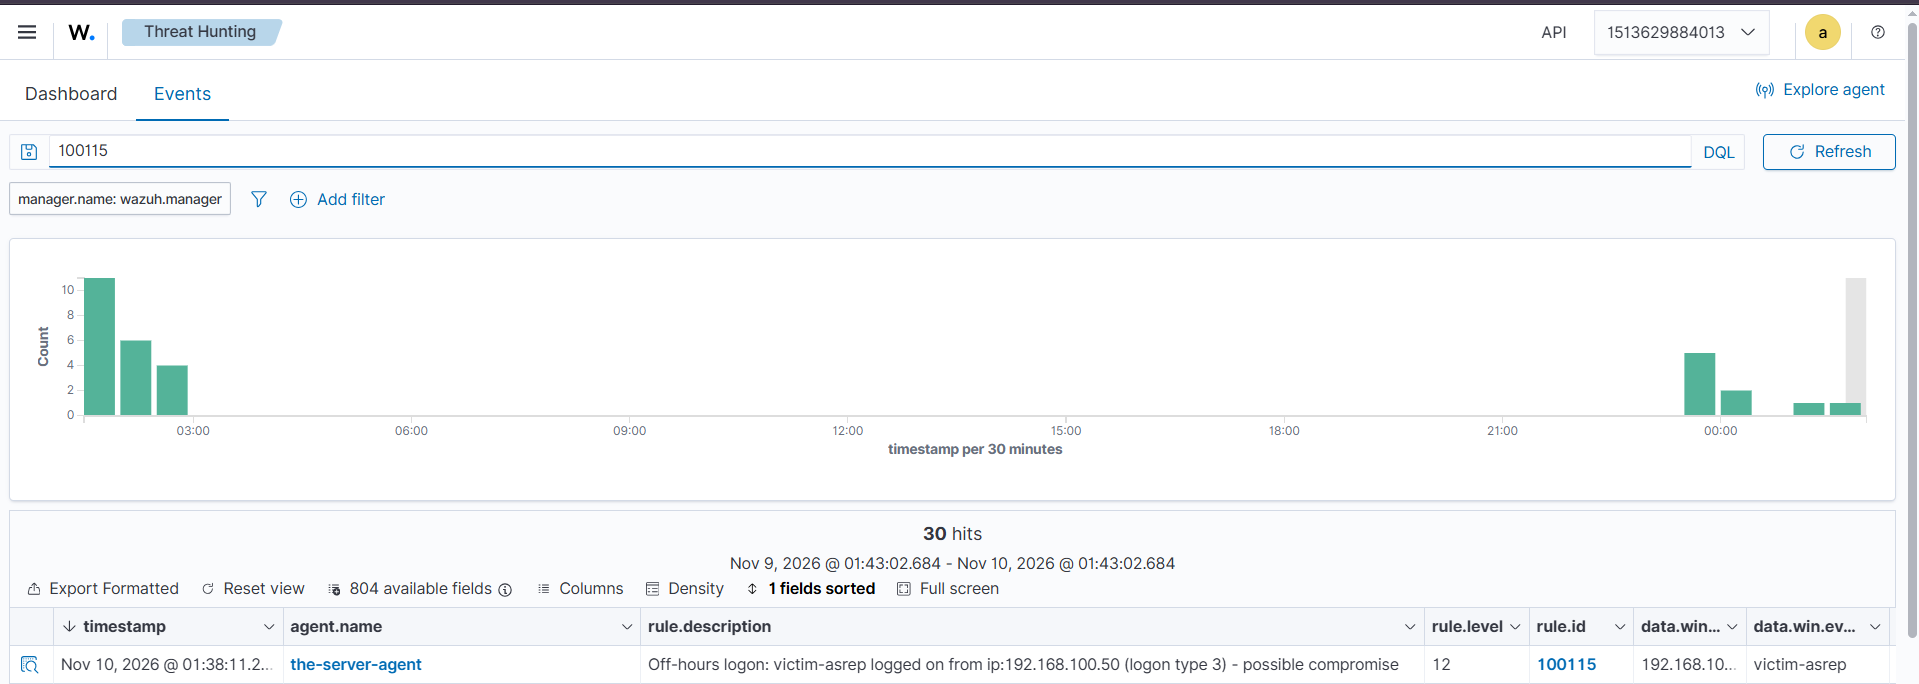 W. Threat Hunting API 1513629884013 a
Dashboard Events Explore agent
100115 DQL Refresh
manager.name: wazuh.manager Add filter
10
8
6
4
2
0
Count
03:00 06:00 09:00 12:00 15:00 18:00 21:00 00:00
timestamp per 30 minutes
30 hits
Nov 9, 2026 @ 01:43:02.684 - Nov 10, 2026 @ 01:43:02.684
Export Formatted Reset view 804 available fields Columns Density 1 fields sorted Full screen
timestamp agent.name rule.description rule.level rule.id data.win... data.win.ev...
Nov 10, 2026 @ 01:38:11.2... the-server-agent Off-hours logon: victim-asrep logged on from ip:192.168.100.50 (logon type 3) - possible compromise 12 100115 192.168.10... victim-asrep